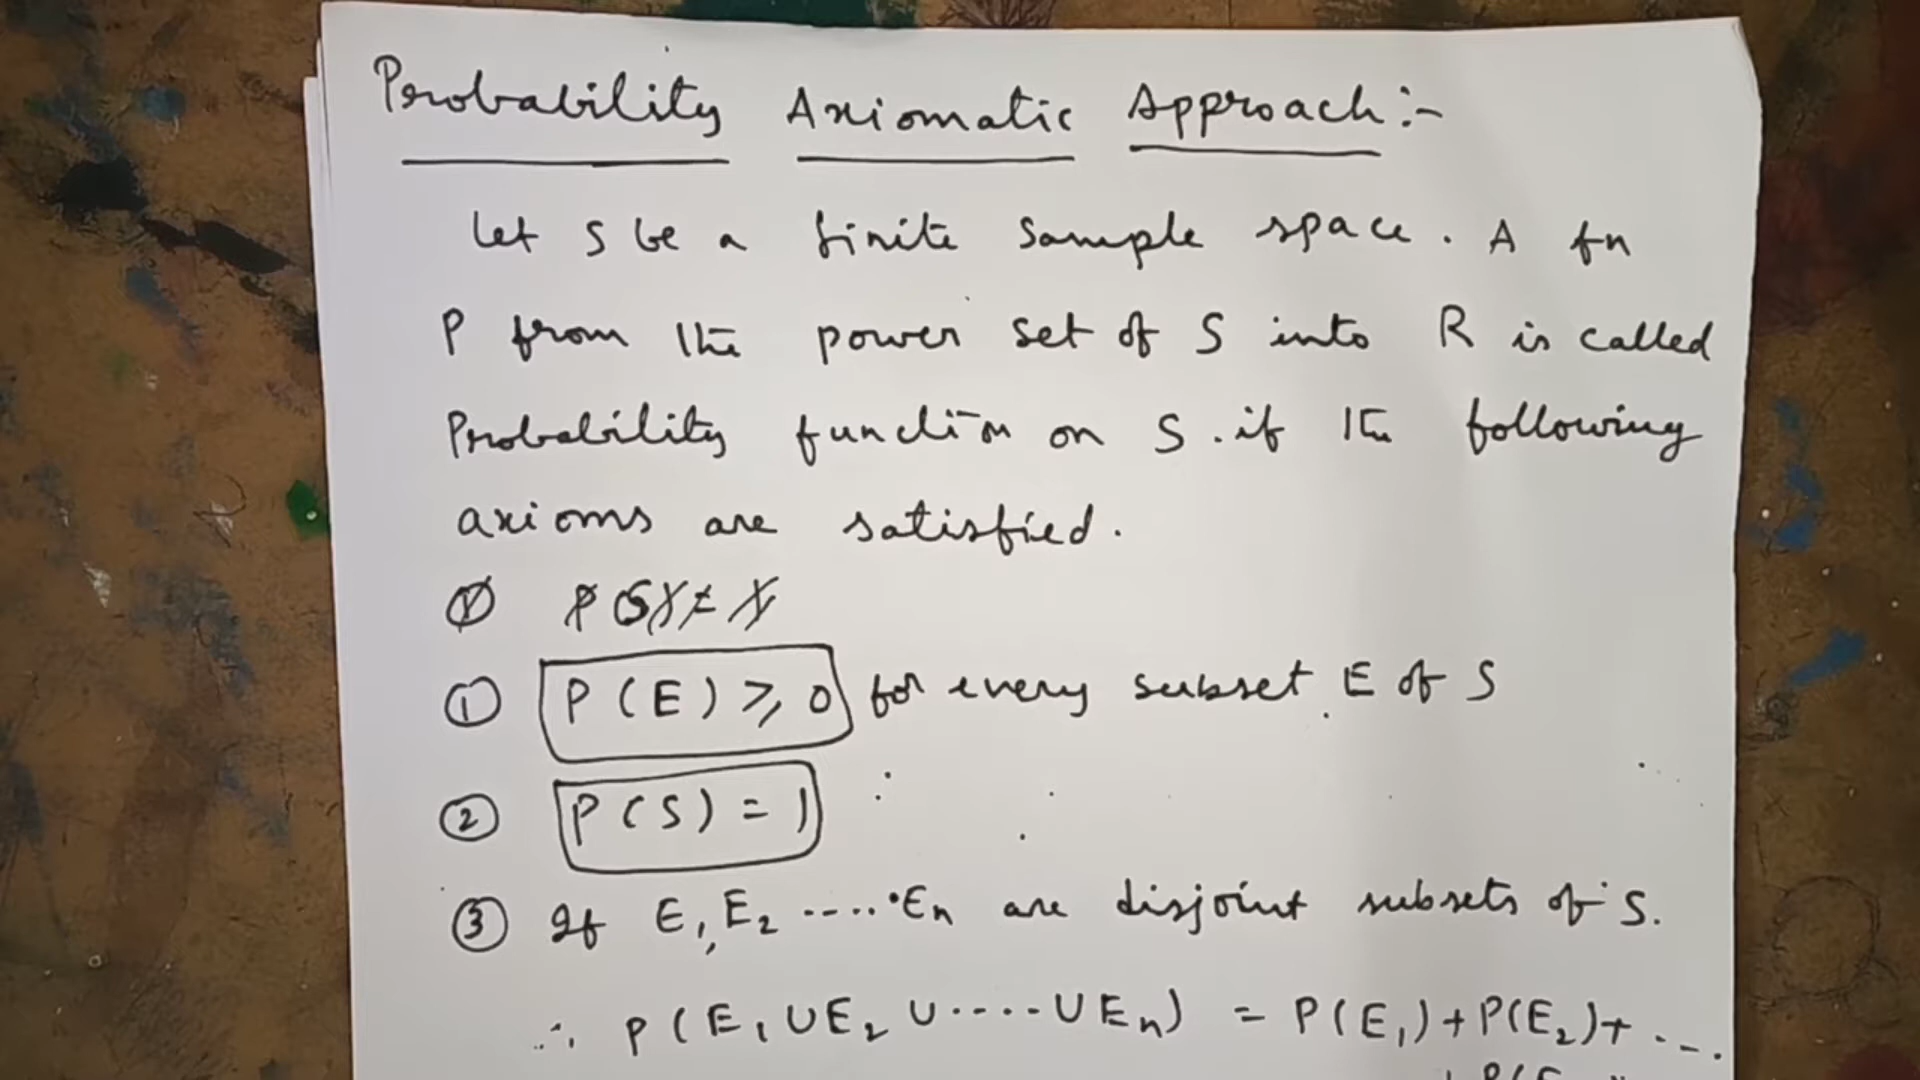 Probability Axiomatic Approach :-
Let S be a finite sample space. A fn
P from the power set of S into R is called
Probability function on S. if the following
axioms are satisfied.
① P(E) ≥ 0 for every subset E of S
② P(S) = 1
③ If E₁, E₂ ..... En are disjoint subsets of S.
∴ P(E₁ ∪ E₂ ∪ .... ∪ En) = P(E₁) + P(E₂) + ....